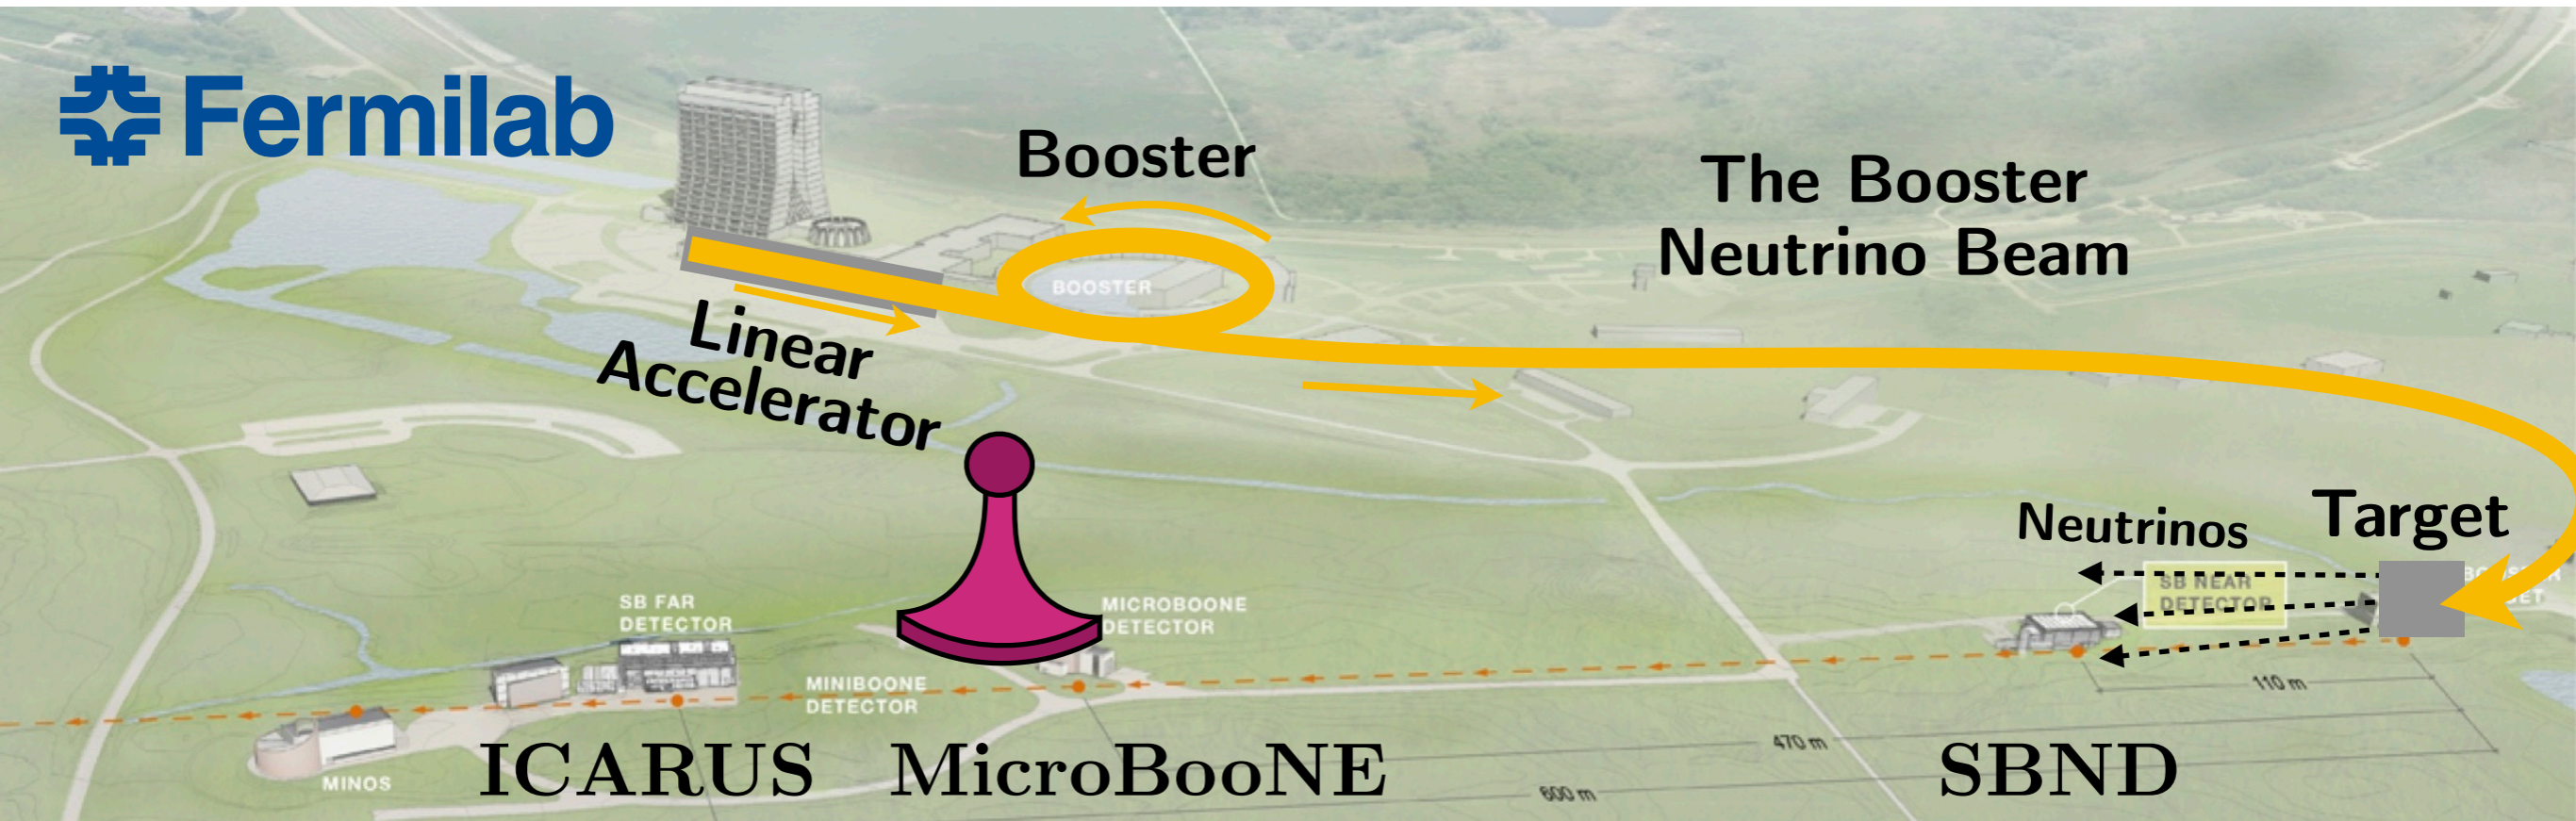 Fermilab
Booster
The Booster
Neutrino Beam
BOOSTER
Linear
Accelerator
Target
Neutrinos
SB NEAR
DETECTOR
SB FAR
DETECTOR
MICROBOONE
DETECTOR
MINIBOONE
DETECTOR
110 m
470 m
600 m
MINOS
ICARUS
MicroBooNE
SBND